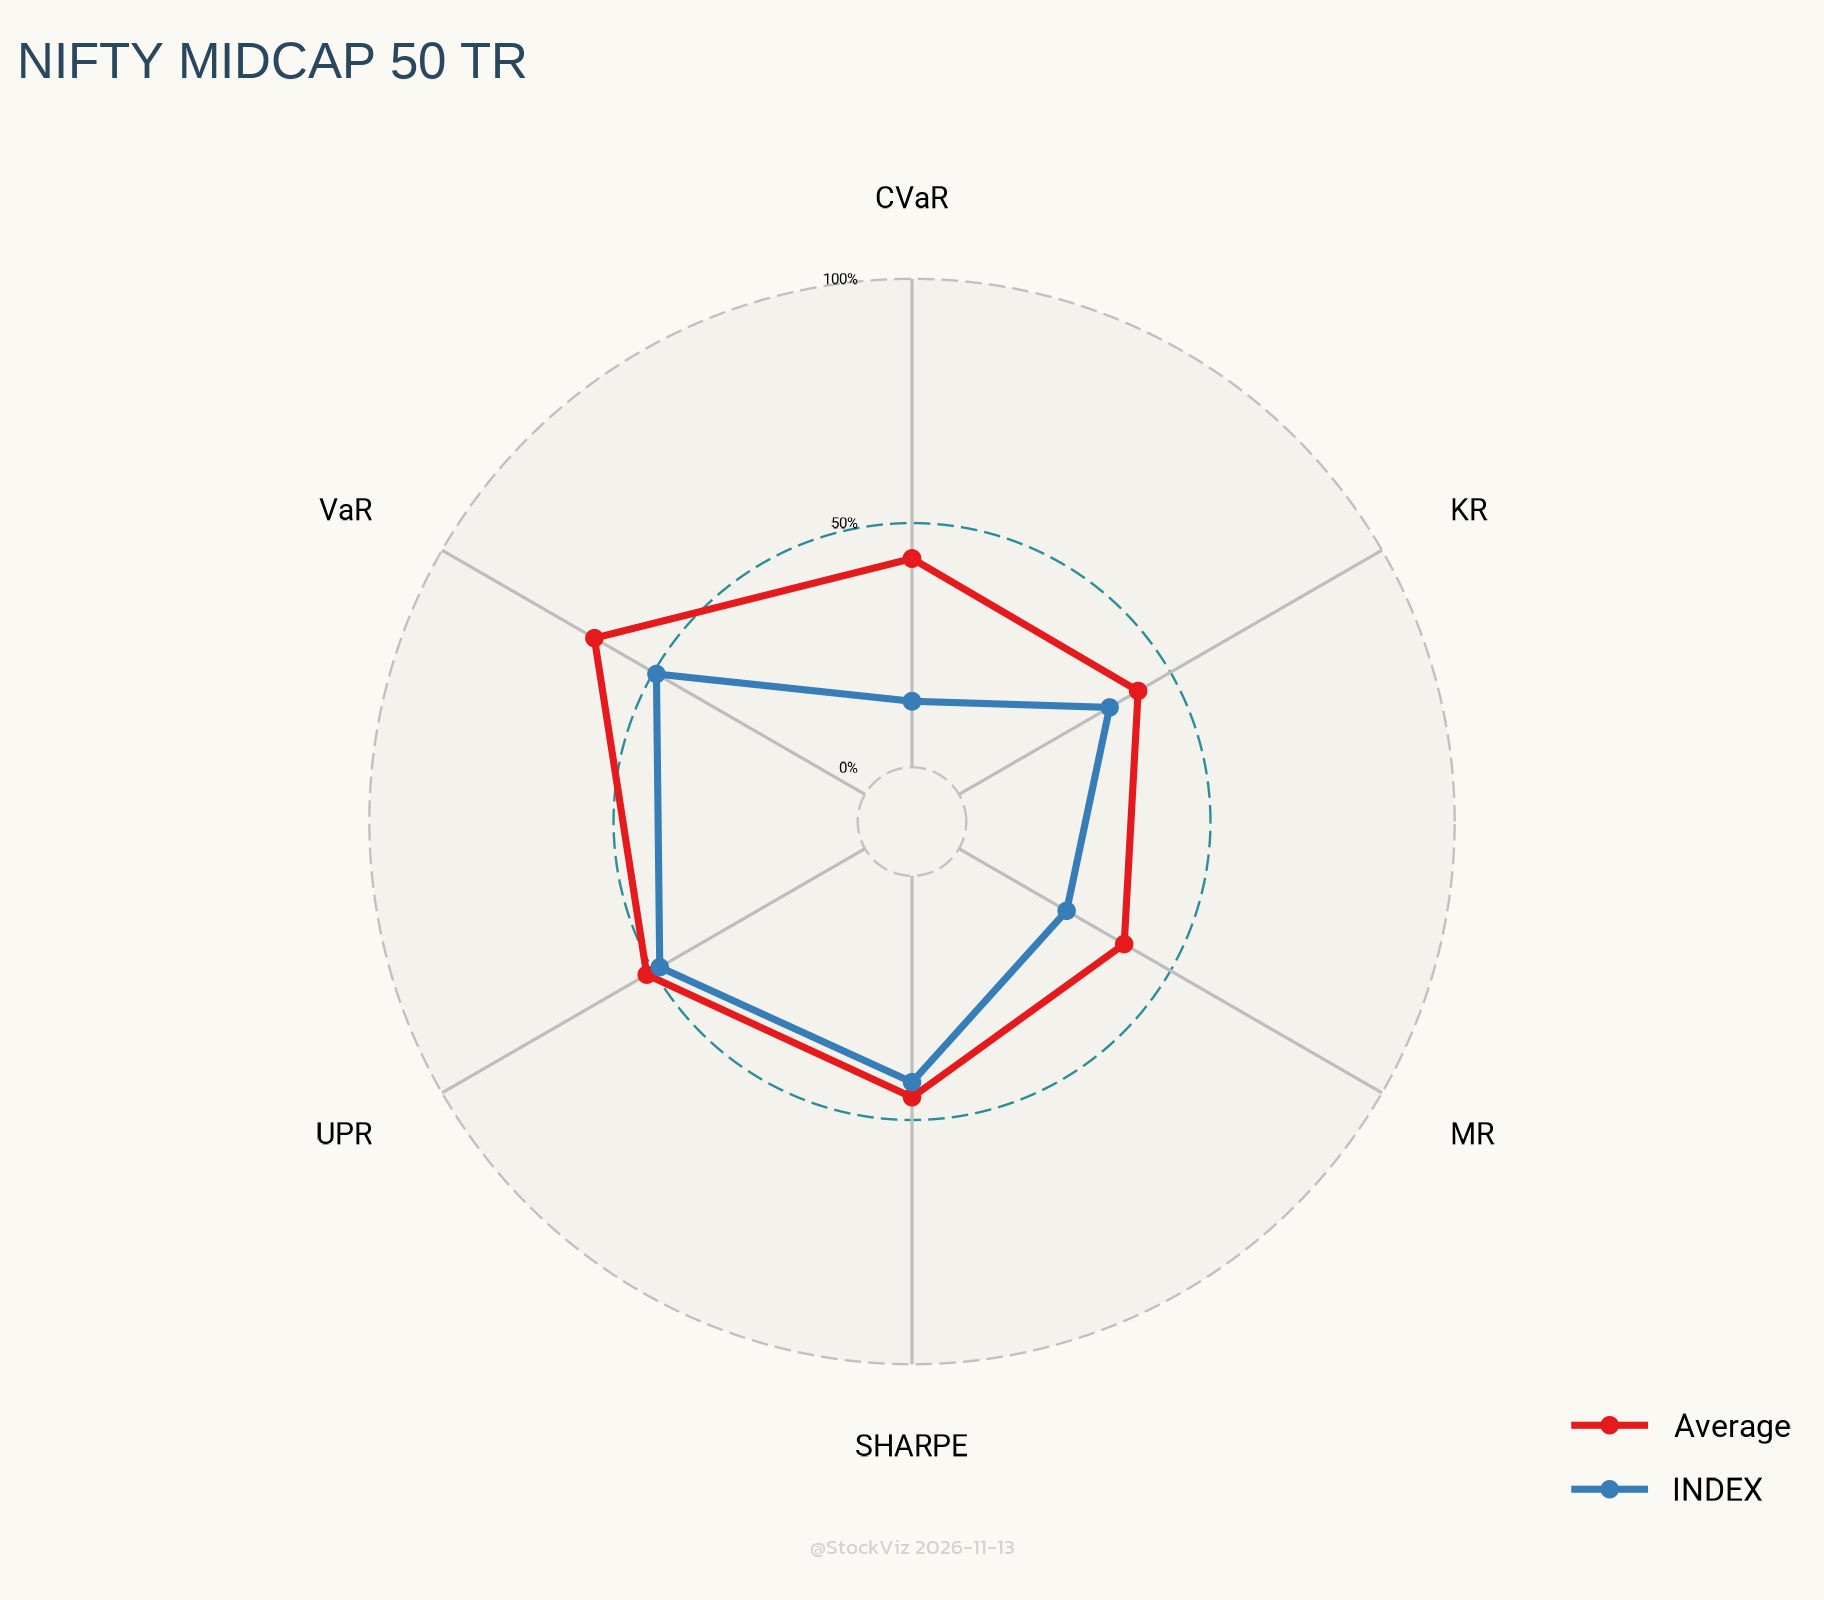 NIFTY MIDCAP 50 TR
CVaR
100%
VaR
KR
50%
0%
UPR
MR
SHARPE
Average
INDEX
@StockViz 2026-11-13